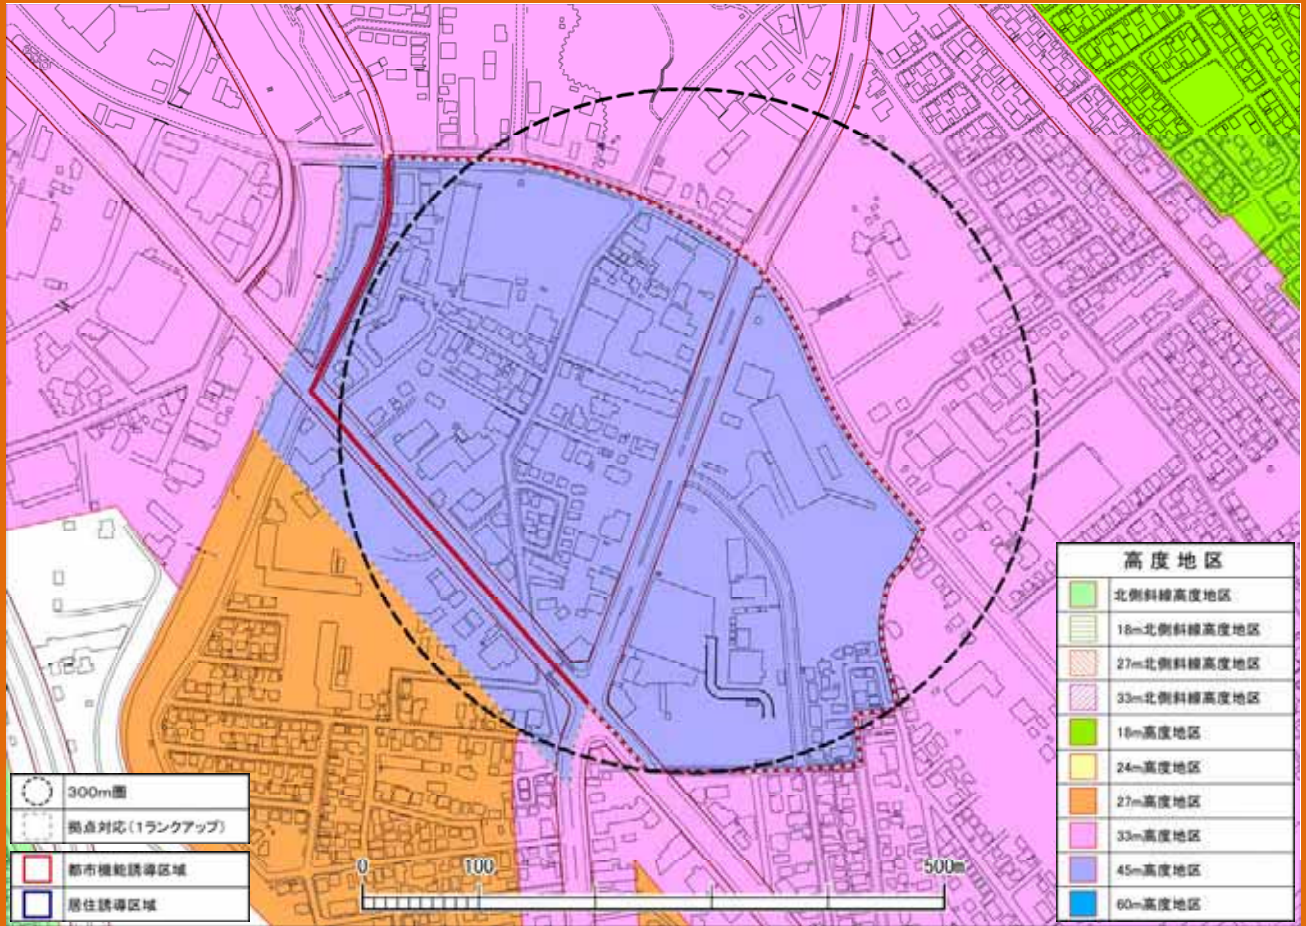 高度地区
北側斜線高度地区
18m北側斜線高度地区
27m北側斜線高度地区
33m北側斜線高度地区
18m高度地区
24m高度地区
27m高度地区
33m高度地区
45m高度地区
60m高度地区
300m圏
拠点対応(1ランクアップ)
都市機能誘導区域
居住誘導区域
0 100 500m